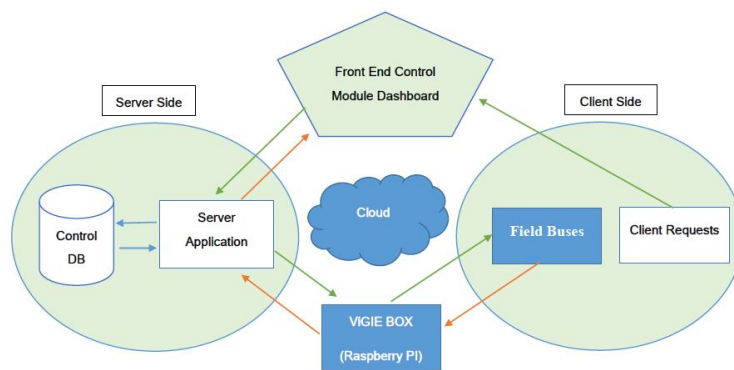 Front End Control
Module Dashboard
Server Side
Client Side
Control
DB
Server
Application
Cloud
Field Buses
Client Requests
ViGIE BOX
(Raspberry PI)